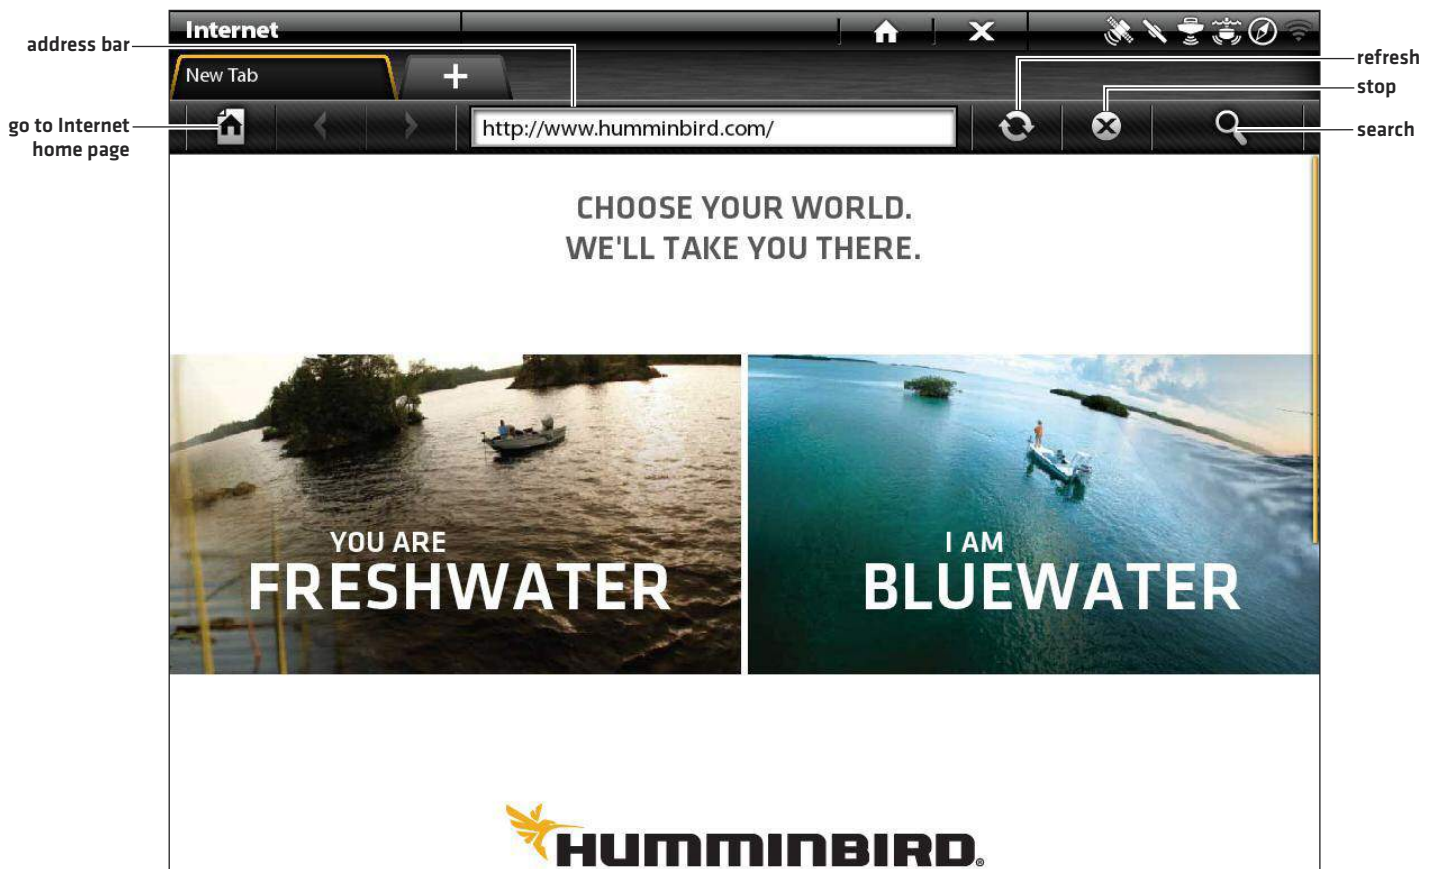 Internet
address bar
refresh
New Tab
stop
go to Internet
home page
http://www.humminbird.com/
search
CHOOSE YOUR WORLD.
WE'LL TAKE YOU THERE.
YOU ARE
FRESHWATER
I AM
BLUEWATER
HUMMINBIRD®